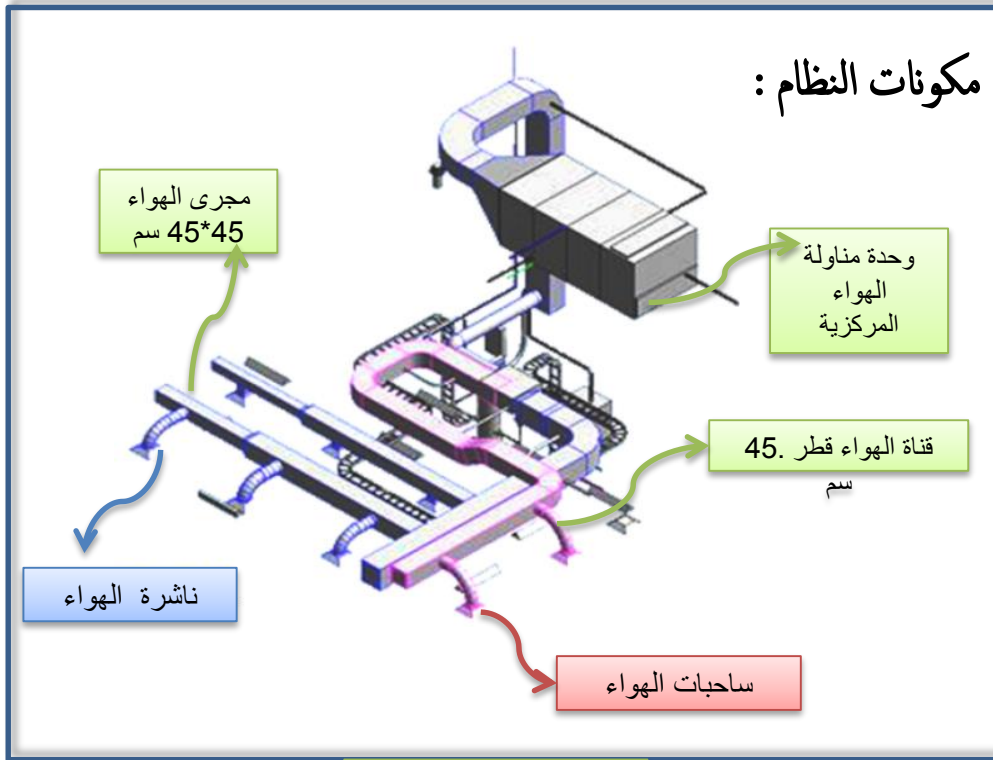 مكونات النظام :
مجرى الهواء
45*45 سم
وحدة مناولة
الهواء
المركزية
قناة الهواء قطر .45
سم
ناشرة الهواء
ساحبات الهواء